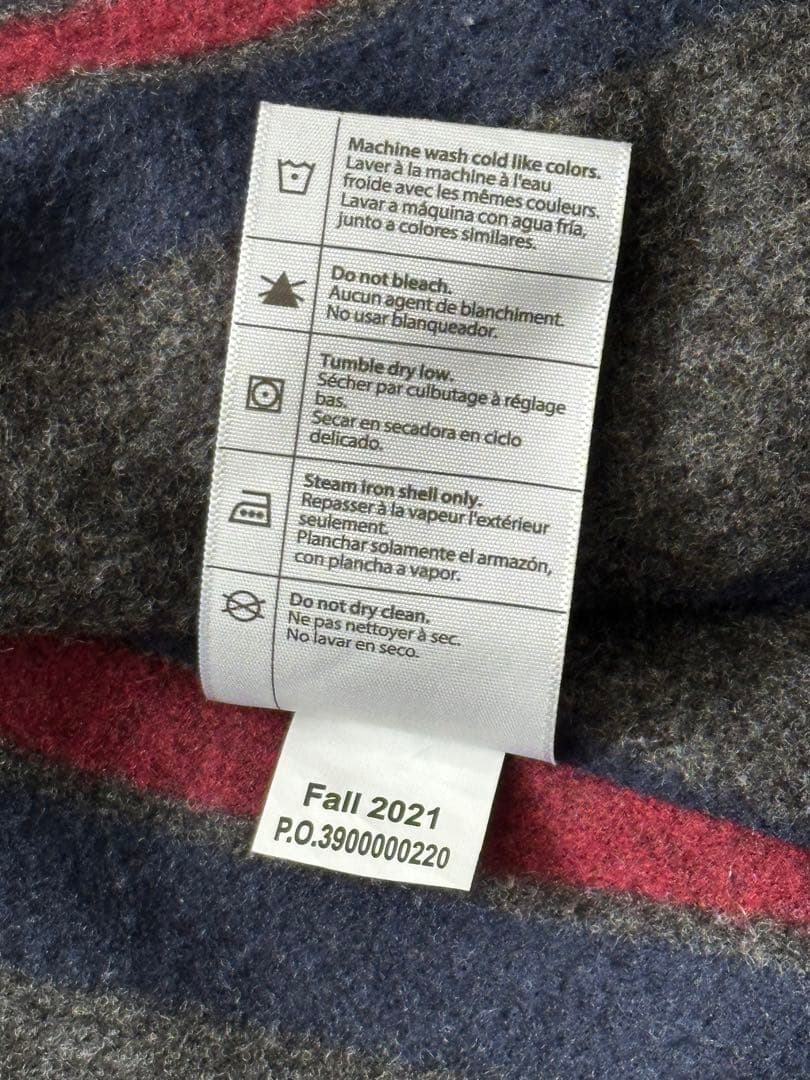 Machine wash cold like colors.
Laver à la machine à l'eau
froide avec les mêmes couleurs.
Lavar a máquina con agua fría,
junto a colores similares.
Do not bleach.
Aucun agent de blanchiment.
No usar blanqueador.
Tumble dry low.
Sécher par culbutage à réglage
bas.
Secar en secadora en ciclo
delicado.
Steam iron shell only.
Repasser à la vapeur l'extérieur
seulement.
Planchar solamente el armazón,
con plancha a vapor.
Do not dry clean.
Ne pas nettoyer à sec.
No lavar en seco.
Fall 2021
P.O.3900000220